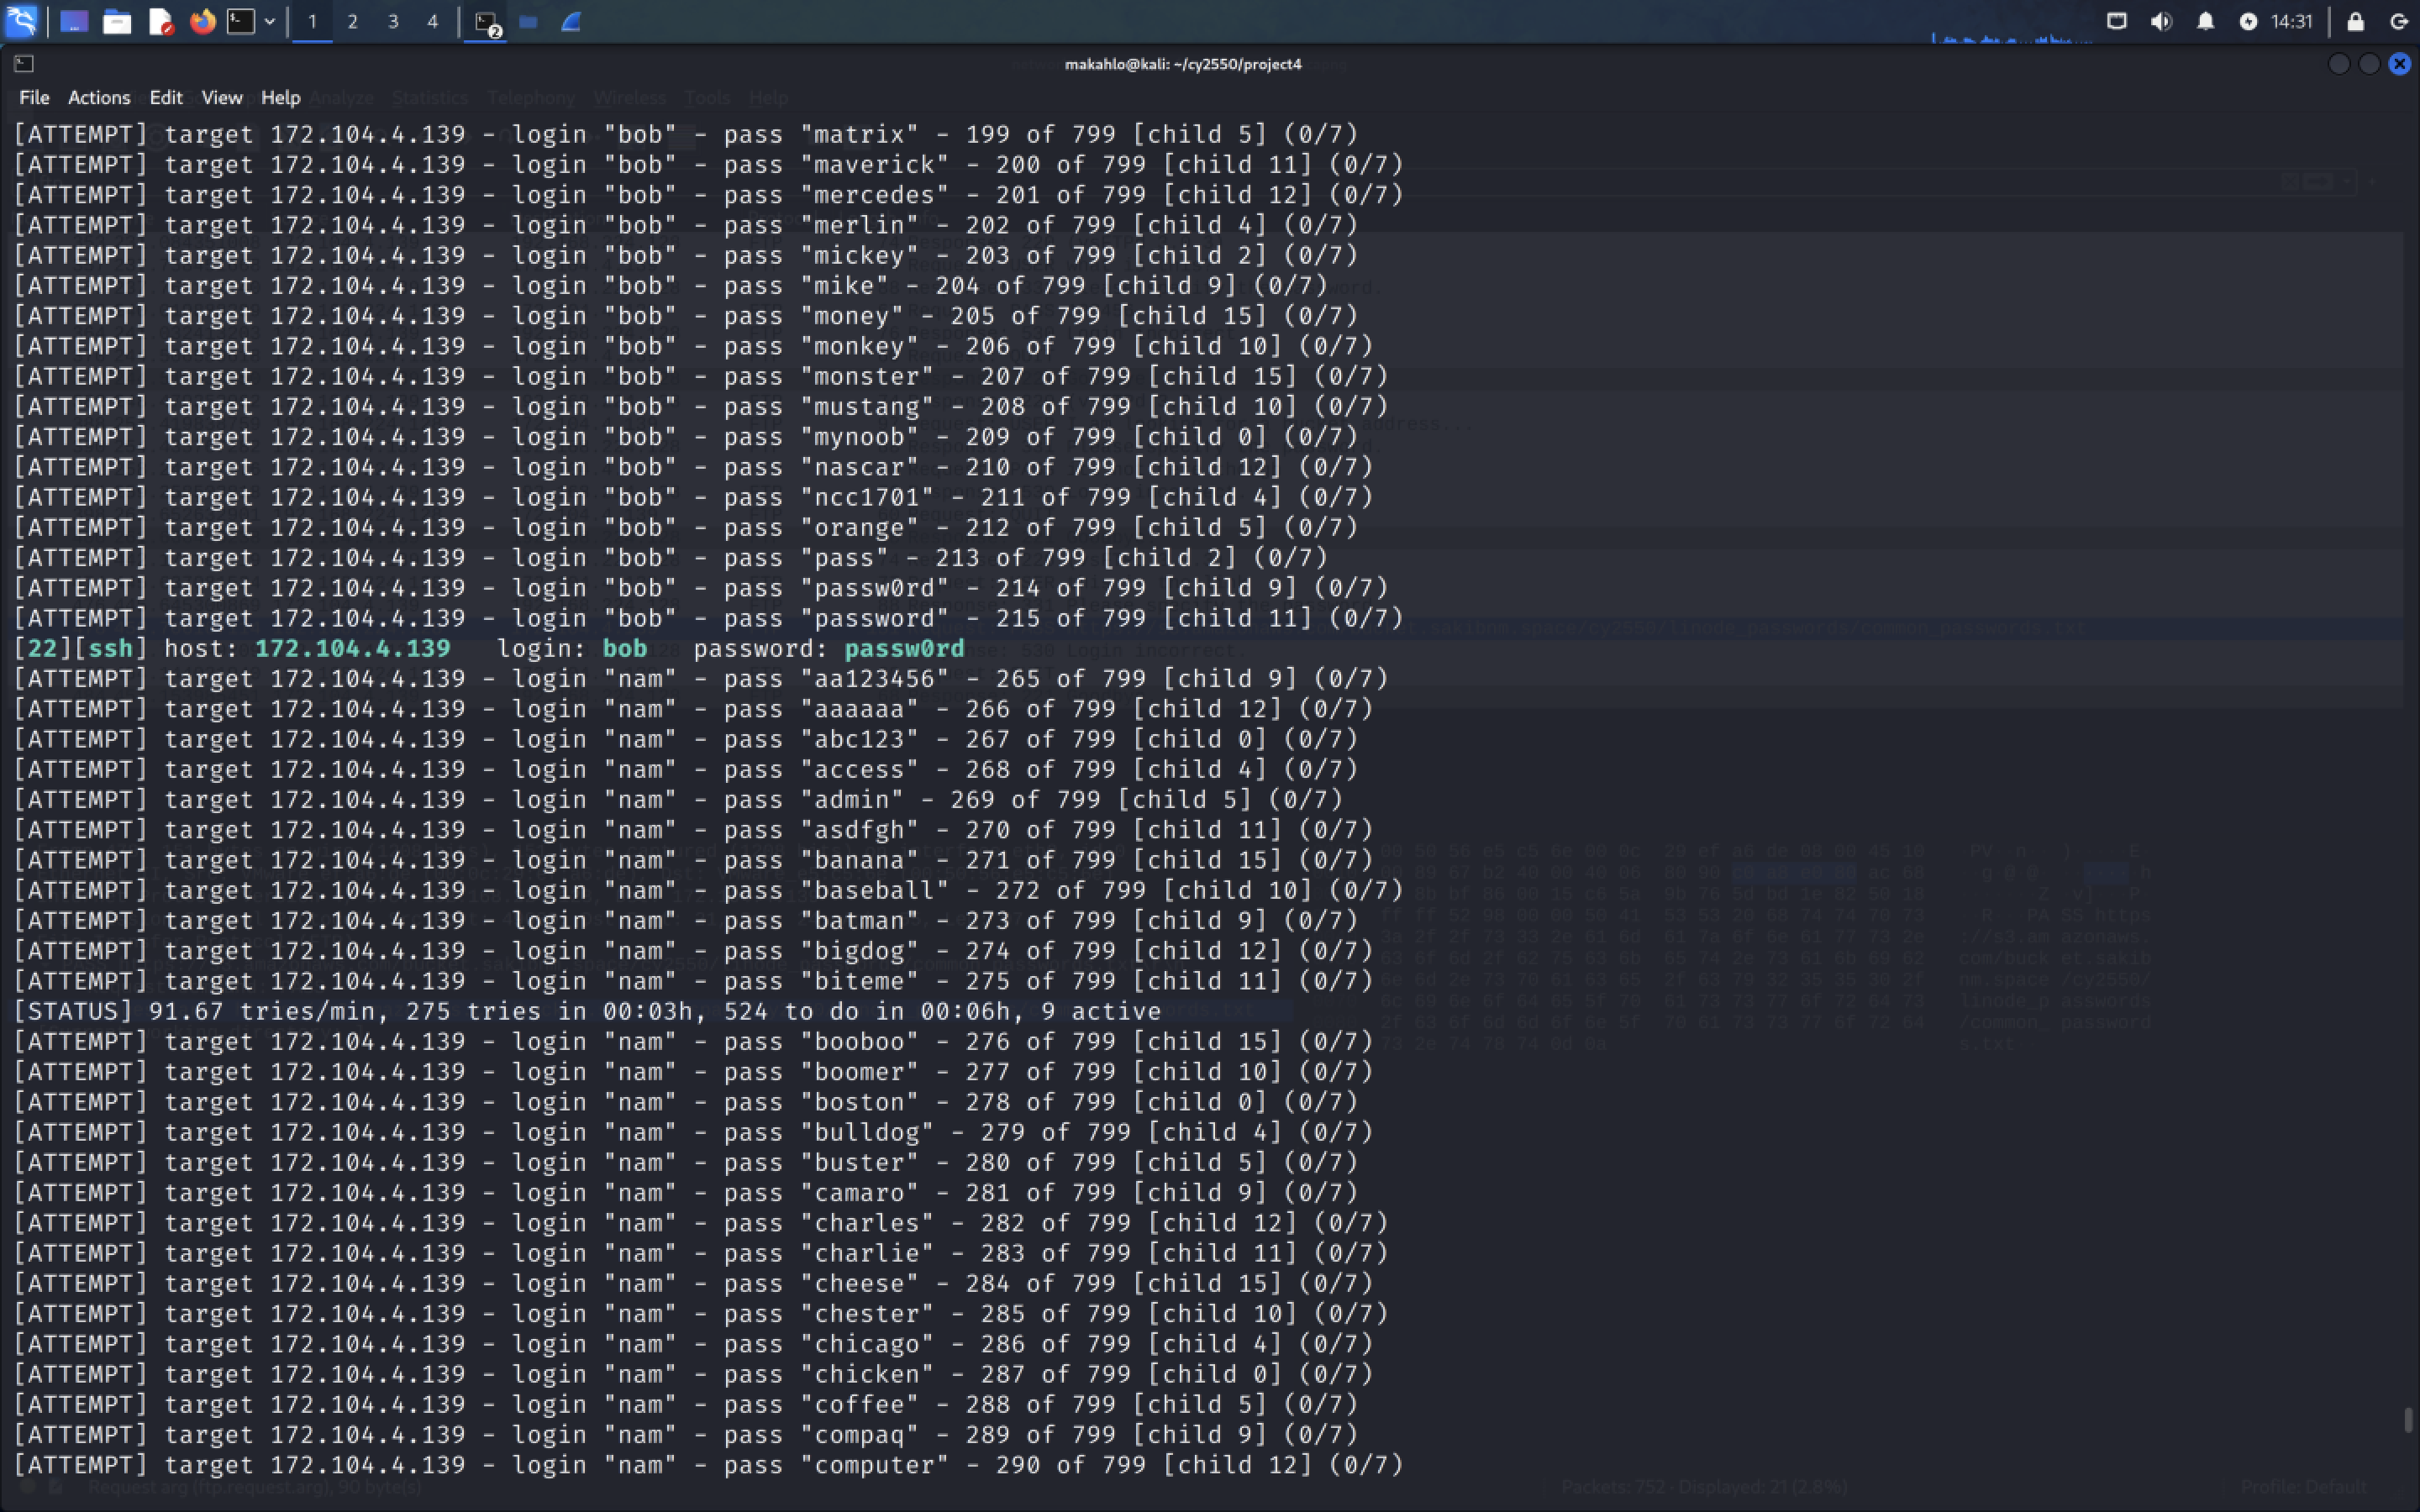 1 2 3 4 2 14:31
makahlo@kali: ~/cy2550/project4
File Actions Edit View Help Analyze Statistics Telephony Wireless Tools Help
[ATTEMPT] target 172.104.4.139 - login "bob" - pass "matrix" - 199 of 799 [child 5] (0/7)
[ATTEMPT] target 172.104.4.139 - login "bob" - pass "maverick" - 200 of 799 [child 11] (0/7)
[ATTEMPT] target 172.104.4.139 - login "bob" - pass "mercedes" - 201 of 799 [child 12] (0/7)
[ATTEMPT] target 172.104.4.139 - login "bob" - pass "merlin" - 202 of 799 [child 4] (0/7)
[ATTEMPT] target 172.104.4.139 - login "bob" - pass "mickey" - 203 of 799 [child 2] (0/7)
[ATTEMPT] target 172.104.4.139 - login "bob" - pass "mike" - 204 of 799 [child 9] (0/7)
[ATTEMPT] target 172.104.4.139 - login "bob" - pass "money" - 205 of 799 [child 15] (0/7)
[ATTEMPT] target 172.104.4.139 - login "bob" - pass "monkey" - 206 of 799 [child 10] (0/7)
[ATTEMPT] target 172.104.4.139 - login "bob" - pass "monster" - 207 of 799 [child 15] (0/7)
[ATTEMPT] target 172.104.4.139 - login "bob" - pass "mustang" - 208 of 799 [child 10] (0/7)
[ATTEMPT] target 172.104.4.139 - login "bob" - pass "mynoob" - 209 of 799 [child 0] (0/7)
[ATTEMPT] target 172.104.4.139 - login "bob" - pass "nascar" - 210 of 799 [child 12] (0/7)
[ATTEMPT] target 172.104.4.139 - login "bob" - pass "ncc1701" - 211 of 799 [child 4] (0/7)
[ATTEMPT] target 172.104.4.139 - login "bob" - pass "orange" - 212 of 799 [child 5] (0/7)
[ATTEMPT] target 172.104.4.139 - login "bob" - pass "pass" - 213 of 799 [child 2] (0/7)
[ATTEMPT] target 172.104.4.139 - login "bob" - pass "passw0rd" - 214 of 799 [child 9] (0/7)
[ATTEMPT] target 172.104.4.139 - login "bob" - pass "password" - 215 of 799 [child 11] (0/7)
[22][ssh] host: 172.104.4.139 login: bob password: passw0rd
[ATTEMPT] target 172.104.4.139 - login "nam" - pass "aa123456" - 265 of 799 [child 9] (0/7)
[ATTEMPT] target 172.104.4.139 - login "nam" - pass "aaaaaa" - 266 of 799 [child 12] (0/7)
[ATTEMPT] target 172.104.4.139 - login "nam" - pass "abc123" - 267 of 799 [child 0] (0/7)
[ATTEMPT] target 172.104.4.139 - login "nam" - pass "access" - 268 of 799 [child 4] (0/7)
[ATTEMPT] target 172.104.4.139 - login "nam" - pass "admin" - 269 of 799 [child 5] (0/7)
[ATTEMPT] target 172.104.4.139 - login "nam" - pass "asdfgh" - 270 of 799 [child 11] (0/7)
[ATTEMPT] target 172.104.4.139 - login "nam" - pass "banana" - 271 of 799 [child 15] (0/7)
[ATTEMPT] target 172.104.4.139 - login "nam" - pass "baseball" - 272 of 799 [child 10] (0/7)
[ATTEMPT] target 172.104.4.139 - login "nam" - pass "batman" - 273 of 799 [child 9] (0/7)
[ATTEMPT] target 172.104.4.139 - login "nam" - pass "bigdog" - 274 of 799 [child 12] (0/7)
[ATTEMPT] target 172.104.4.139 - login "nam" - pass "biteme" - 275 of 799 [child 11] (0/7)
[STATUS] 91.67 tries/min, 275 tries in 00:03h, 524 to do in 00:06h, 9 active
[ATTEMPT] target 172.104.4.139 - login "nam" - pass "booboo" - 276 of 799 [child 15] (0/7)
[ATTEMPT] target 172.104.4.139 - login "nam" - pass "boomer" - 277 of 799 [child 10] (0/7)
[ATTEMPT] target 172.104.4.139 - login "nam" - pass "boston" - 278 of 799 [child 0] (0/7)
[ATTEMPT] target 172.104.4.139 - login "nam" - pass "bulldog" - 279 of 799 [child 4] (0/7)
[ATTEMPT] target 172.104.4.139 - login "nam" - pass "buster" - 280 of 799 [child 5] (0/7)
[ATTEMPT] target 172.104.4.139 - login "nam" - pass "camaro" - 281 of 799 [child 9] (0/7)
[ATTEMPT] target 172.104.4.139 - login "nam" - pass "charles" - 282 of 799 [child 12] (0/7)
[ATTEMPT] target 172.104.4.139 - login "nam" - pass "charlie" - 283 of 799 [child 11] (0/7)
[ATTEMPT] target 172.104.4.139 - login "nam" - pass "cheese" - 284 of 799 [child 15] (0/7)
[ATTEMPT] target 172.104.4.139 - login "nam" - pass "chester" - 285 of 799 [child 10] (0/7)
[ATTEMPT] target 172.104.4.139 - login "nam" - pass "chicago" - 286 of 799 [child 4] (0/7)
[ATTEMPT] target 172.104.4.139 - login "nam" - pass "chicken" - 287 of 799 [child 0] (0/7)
[ATTEMPT] target 172.104.4.139 - login "nam" - pass "coffee" - 288 of 799 [child 5] (0/7)
[ATTEMPT] target 172.104.4.139 - login "nam" - pass "compaq" - 289 of 799 [child 9] (0/7)
[ATTEMPT] target 172.104.4.139 - login "nam" - pass "computer" - 290 of 799 [child 12] (0/7)
Request arg (ftp.request.arg), 90 byte(s) Packets: 752 · Displayed: 21 (2.8%) Profile: Default